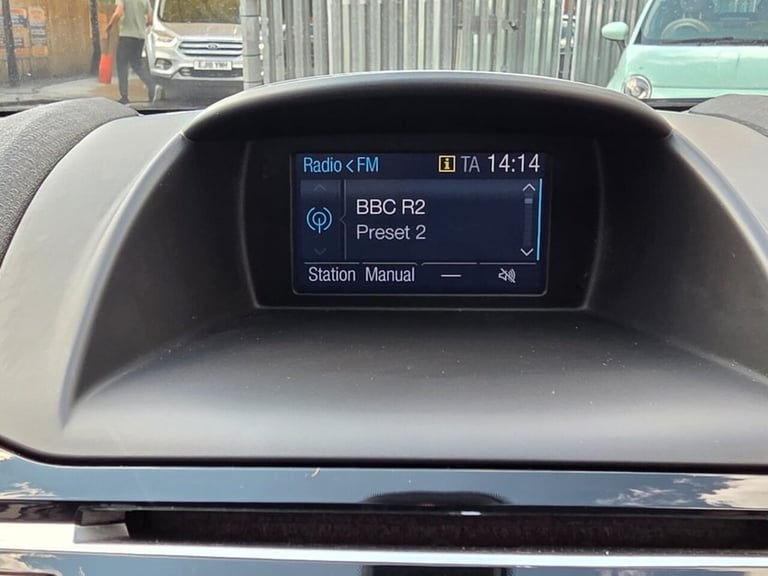 Radio < FM i TA 14:14
BBC R2
Preset 2
Station Manual —